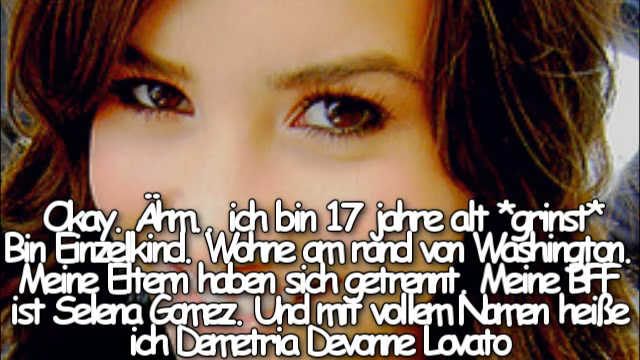 Okay. Ähm.. ich bin 17 jahre alt *grinst*
Bin Einzelkind. Wohne am rand von Washington.
Meine Eltern haben sich getrennt. Meine BFF
ist Selena Gomez. Und mit vollem Namen heiße
ich Demetria Devonne Lovato